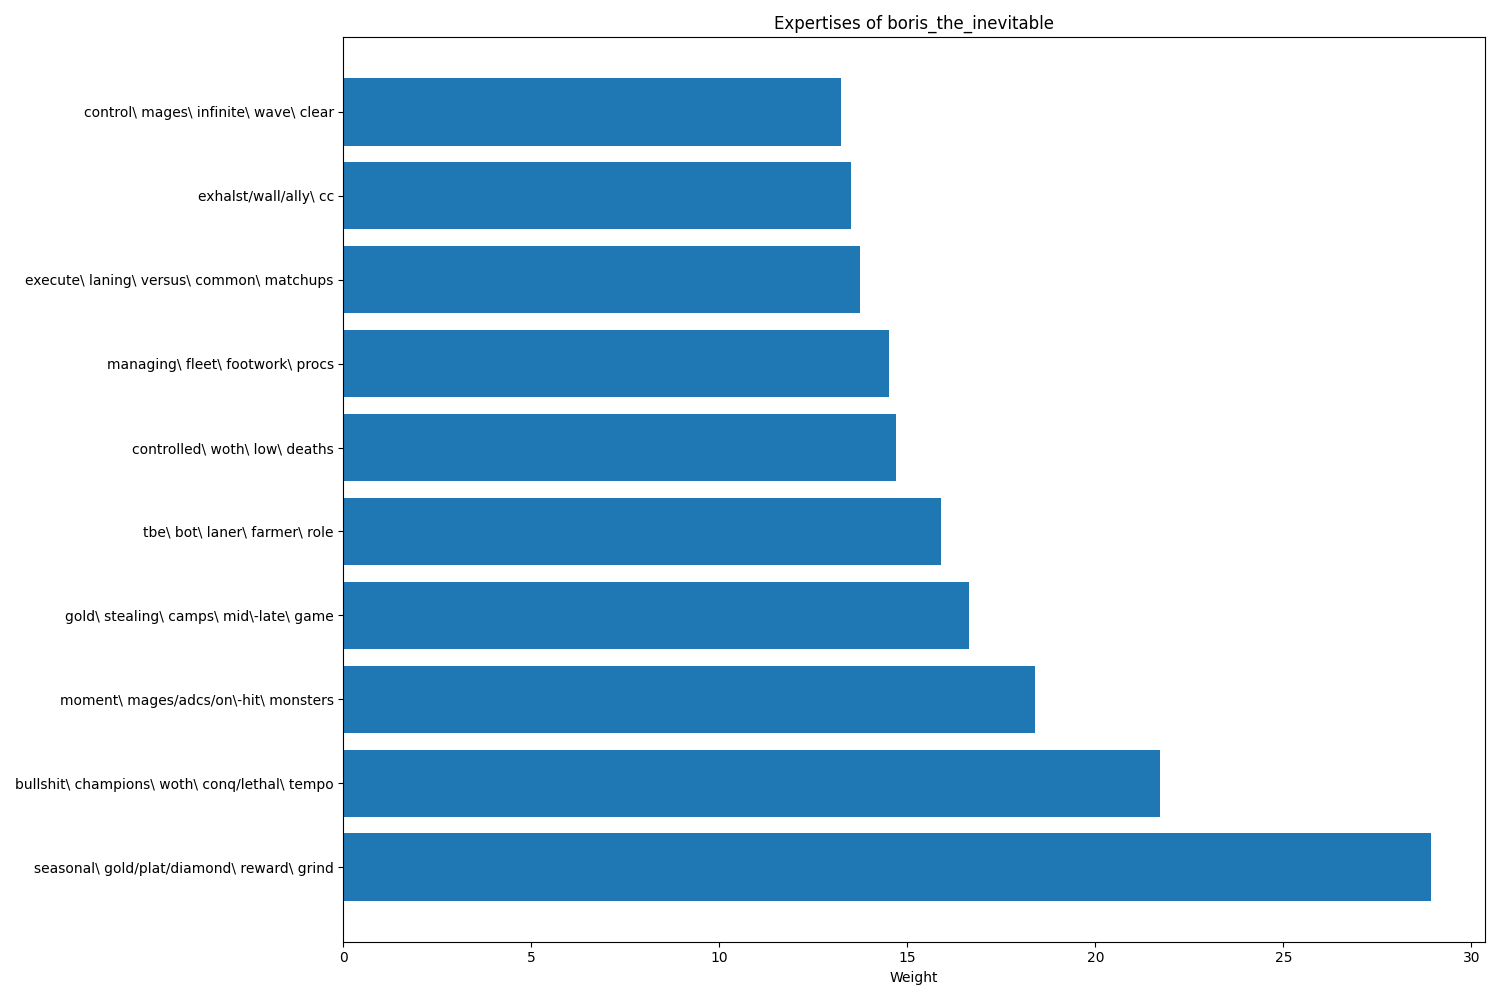 Expertises of boris_the_inevitable
control\ mages\ infinite\ wave\ clear
exhalst/wall/ally\ cc
execute\ laning\ versus\ common\ matchups
managing\ fleet\ footwork\ procs
controlled\ woth\ low\ deaths
tbe\ bot\ laner\ farmer\ role
gold\ stealing\ camps\ mid\-late\ game
moment\ mages/adcs/on\-hit\ monsters
bullshit\ champions\ woth\ conq/lethal\ tempo
seasonal\ gold/plat/diamond\ reward\ grind
0 5 10 15 20 25 30
Weight